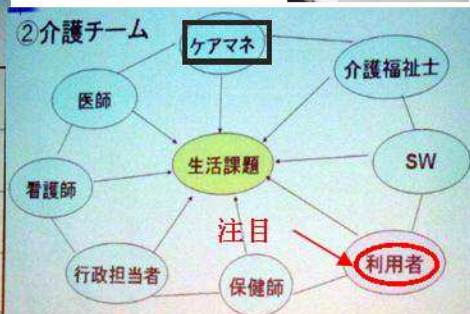 ②介護チーム
ケアマネ
介護福祉士
医師
生活課題
SW
看護師
注目
利用者
行政担当者
保健師